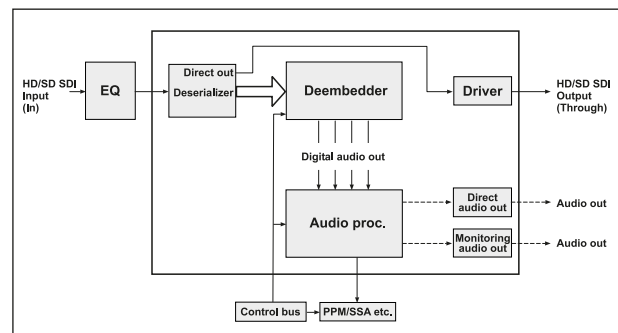 HD/SD SDI
Input
(In)
EQ
Direct out
Deserializer
Deembedder
Driver
HD/SD SDI
Output
(Through)
Digital audio out
Audio proc.
Direct
audio out
Audio out
Monitoring
audio out
Audio out
Control bus
PPM/SSA etc.